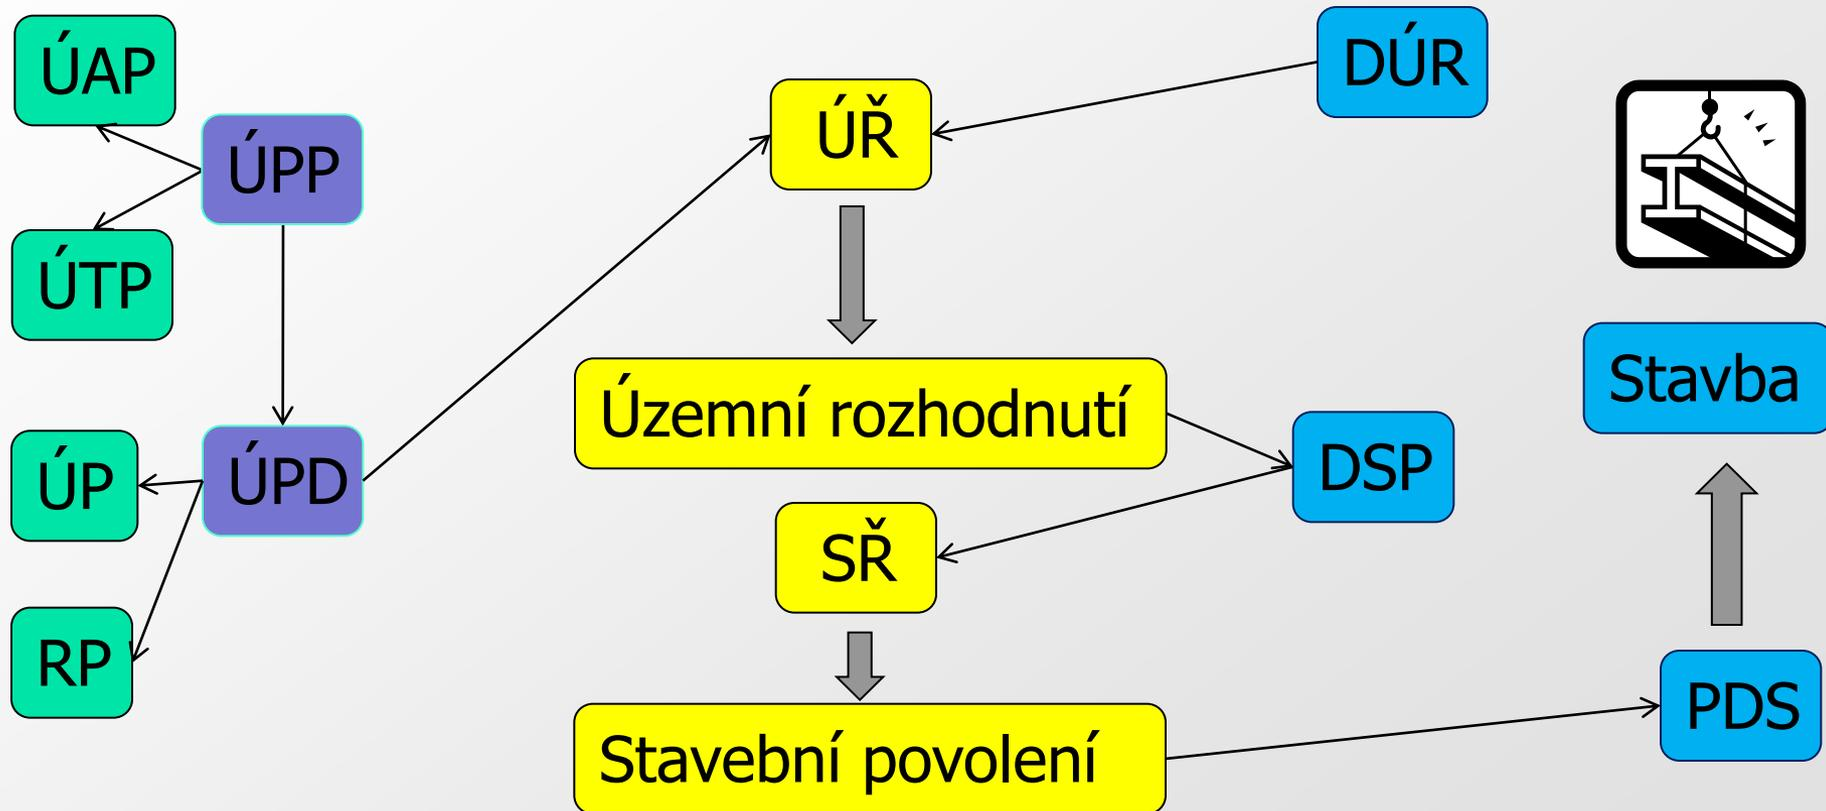 ÚAP
ÚPP
ÚTP
ÚP
ÚPD
RP
ÚŘ
Územní rozhodnutí
SŘ
Stavební povolení
DÚR
DSP
Stavba
PDS